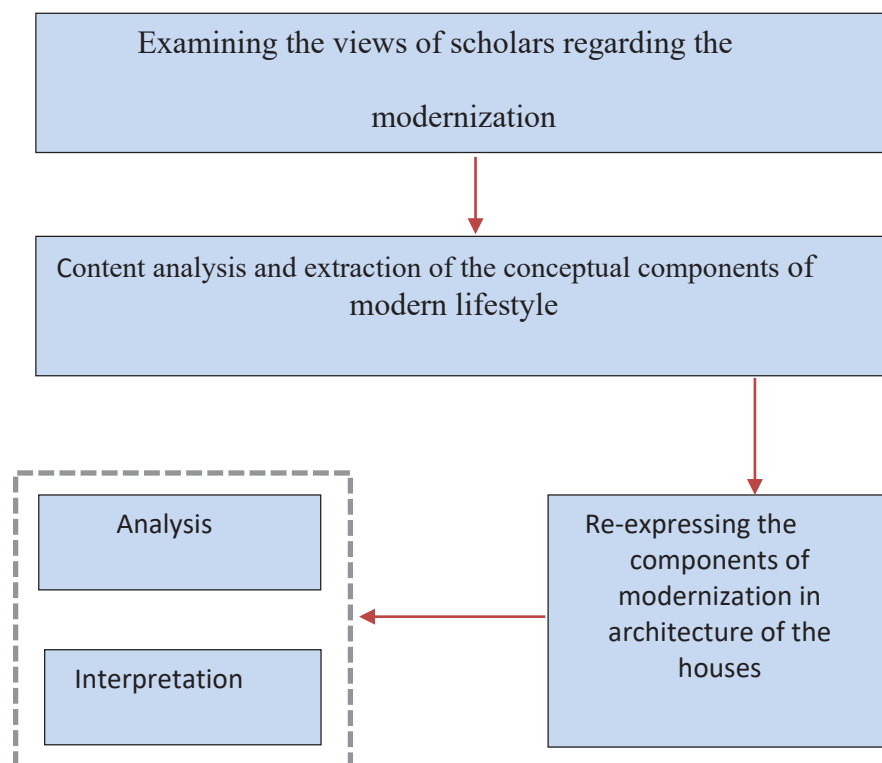 Examining the views of scholars regarding the
modernization
Content analysis and extraction of the conceptual components of
modern lifestyle
Re-expressing the
components of
modernization in
architecture of the
houses
Analysis
Interpretation